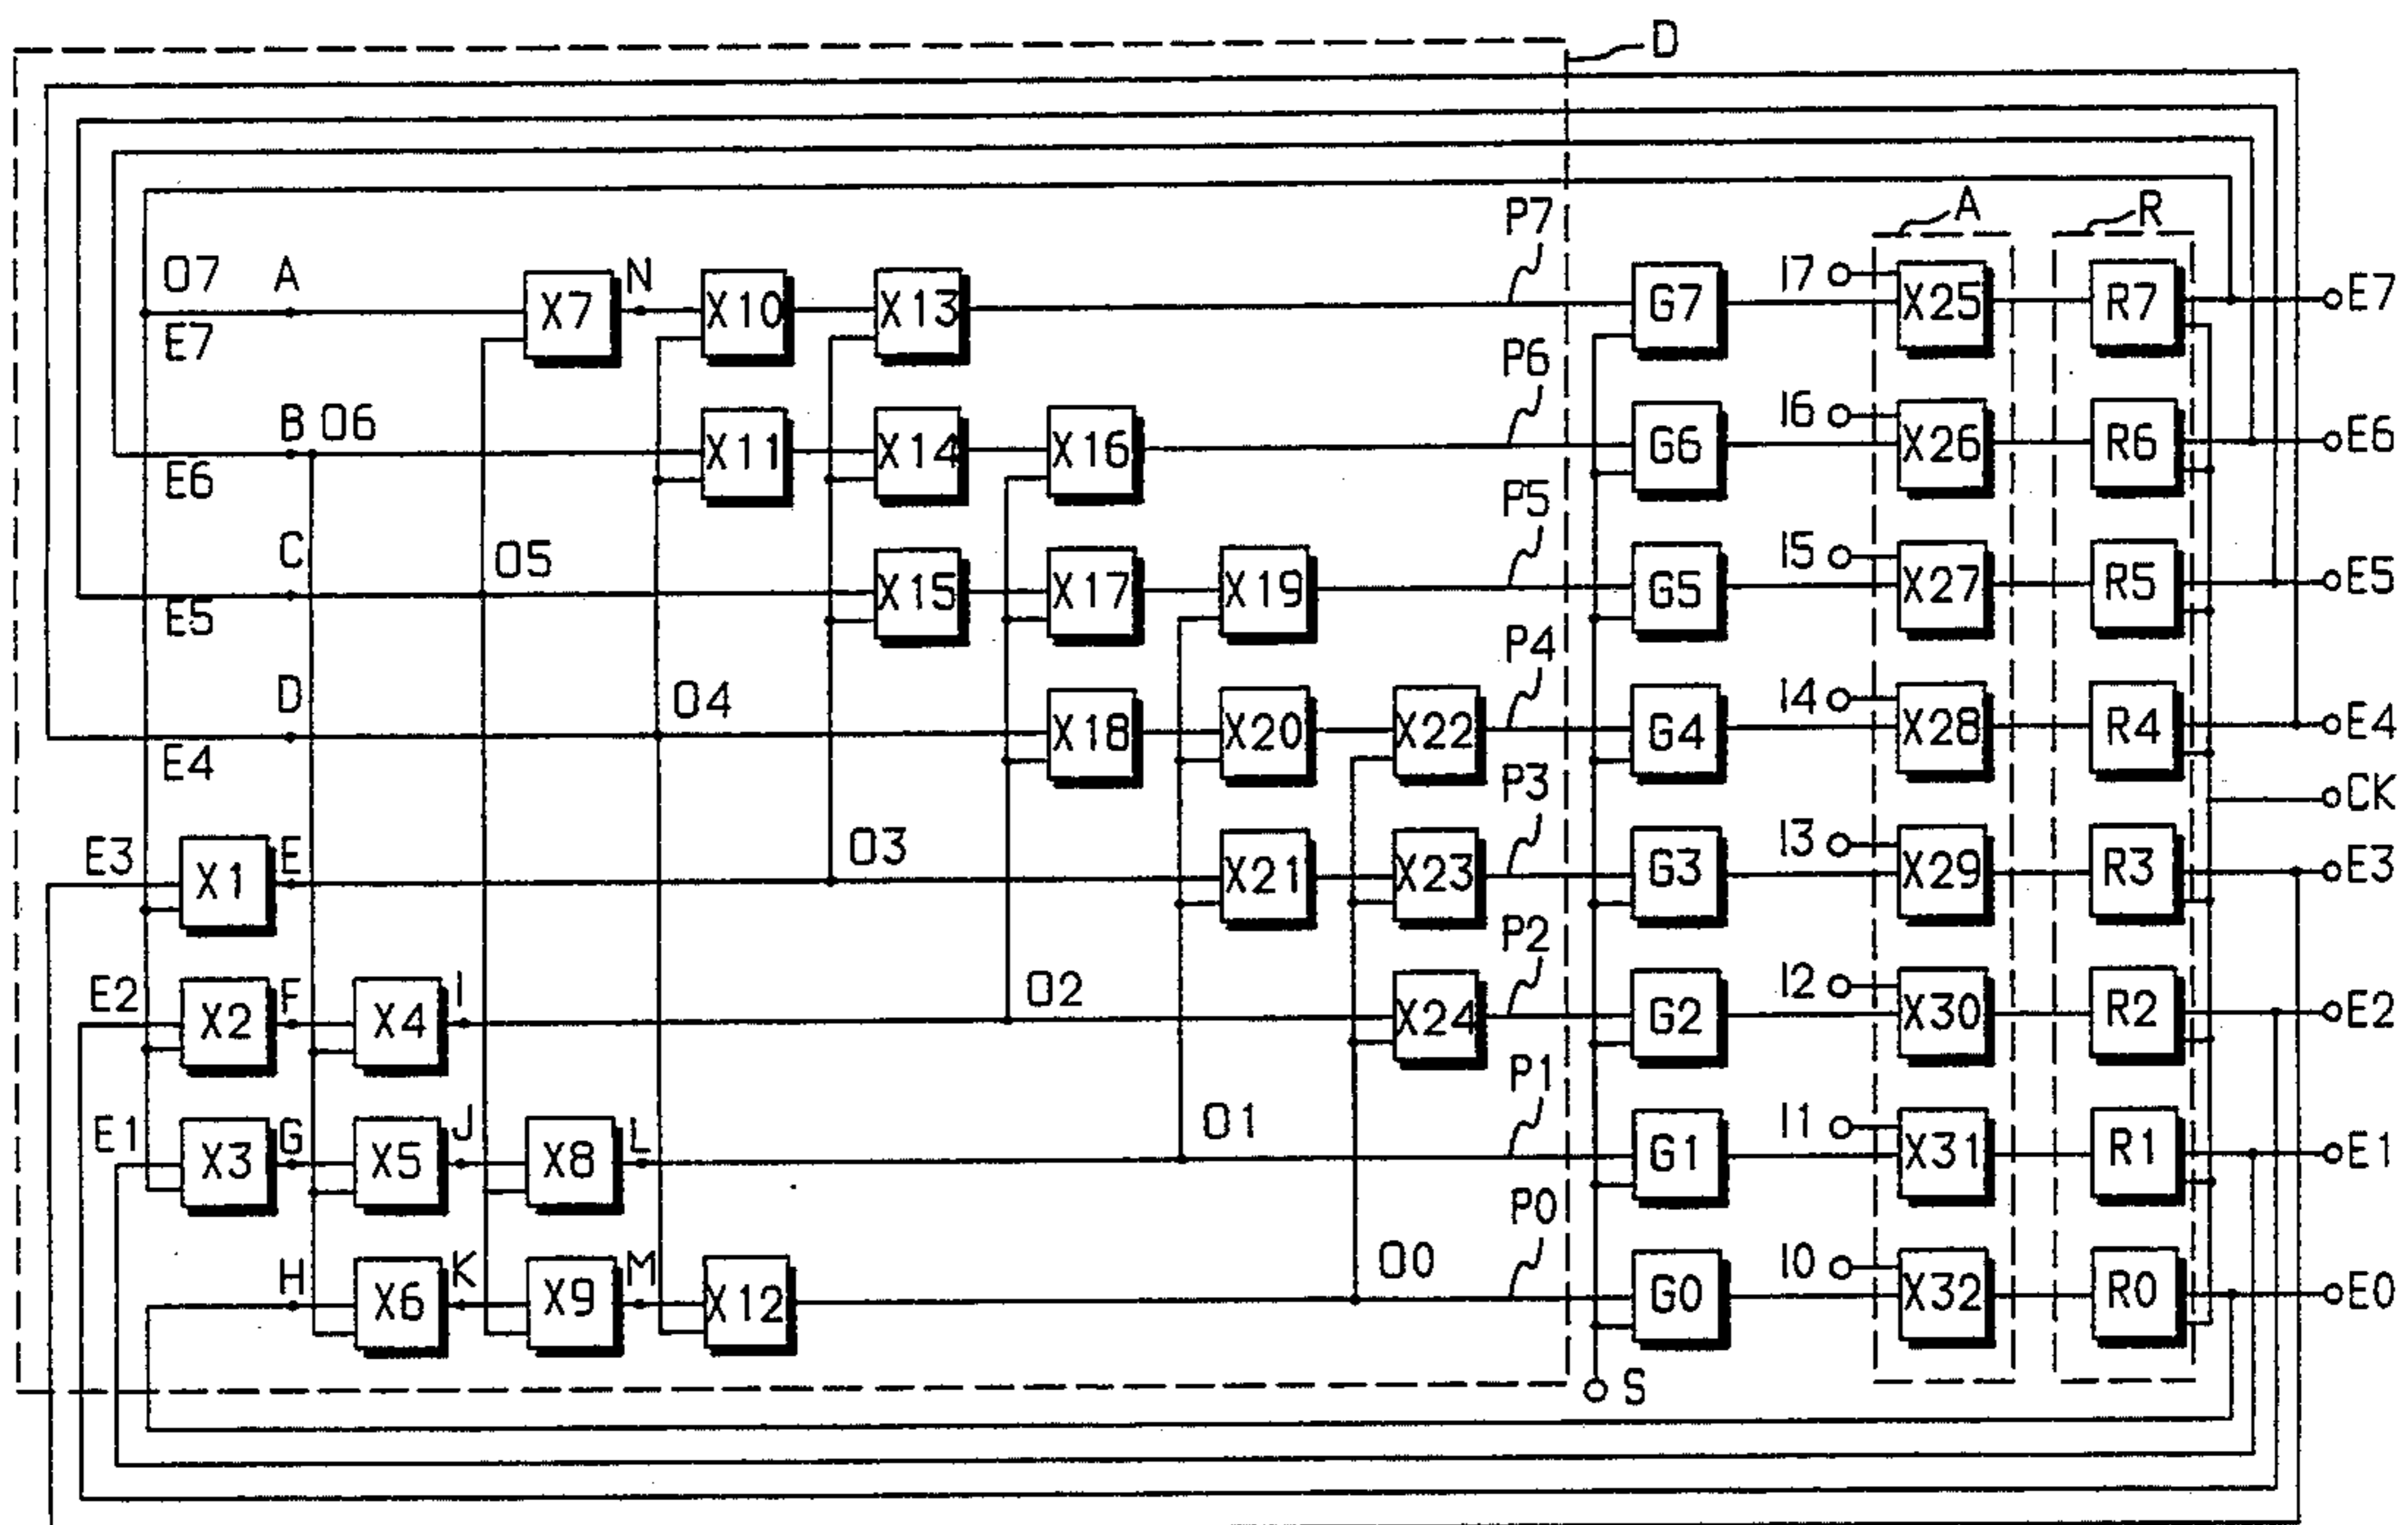 D
A
R
P7
O7 A
X7 N X10 X13
G7
I7 X25
R7
E7
E7
P6
B O6
X11 X14 X16
G6
I6 X26
R6
E6
E6
P5
C
O5
X15 X17 X19
G5
I5 X27
R5
E5
E5
P4
D
O4
X18 X20 X22
G4
I4 X28
R4
E4
E4
CK
P3
E3 X1 E
O3
X21 X23
G3
I3 X29
R3
E3
P2
E2 X2 F X4 I
O2
X24
G2
I2 X30
R2
E2
P1
E1 X3 G X5 J X8 L
O1
G1
I1 X31
R1
E1
P0
H X6 K X9 M X12
O0
G0
I0 X32
R0
E0
S